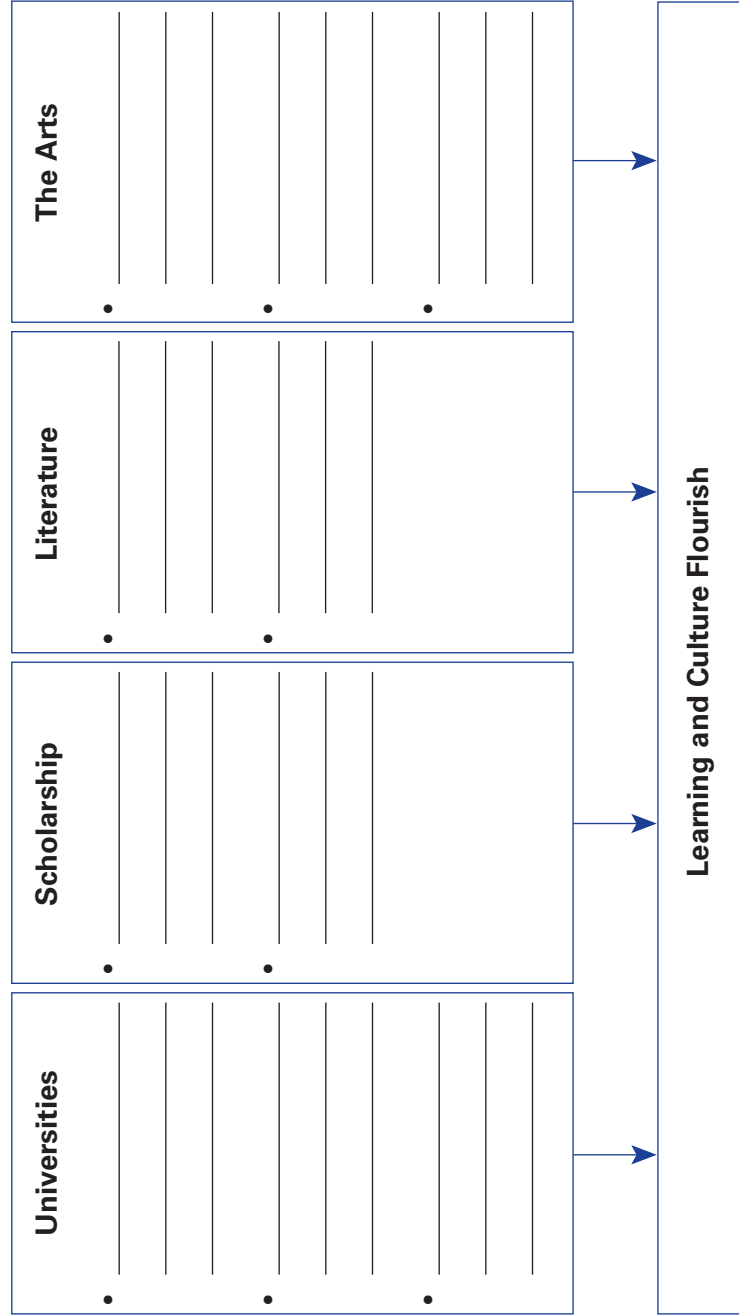 Universities
Scholarship
Literature
The Arts
Learning and Culture Flourish